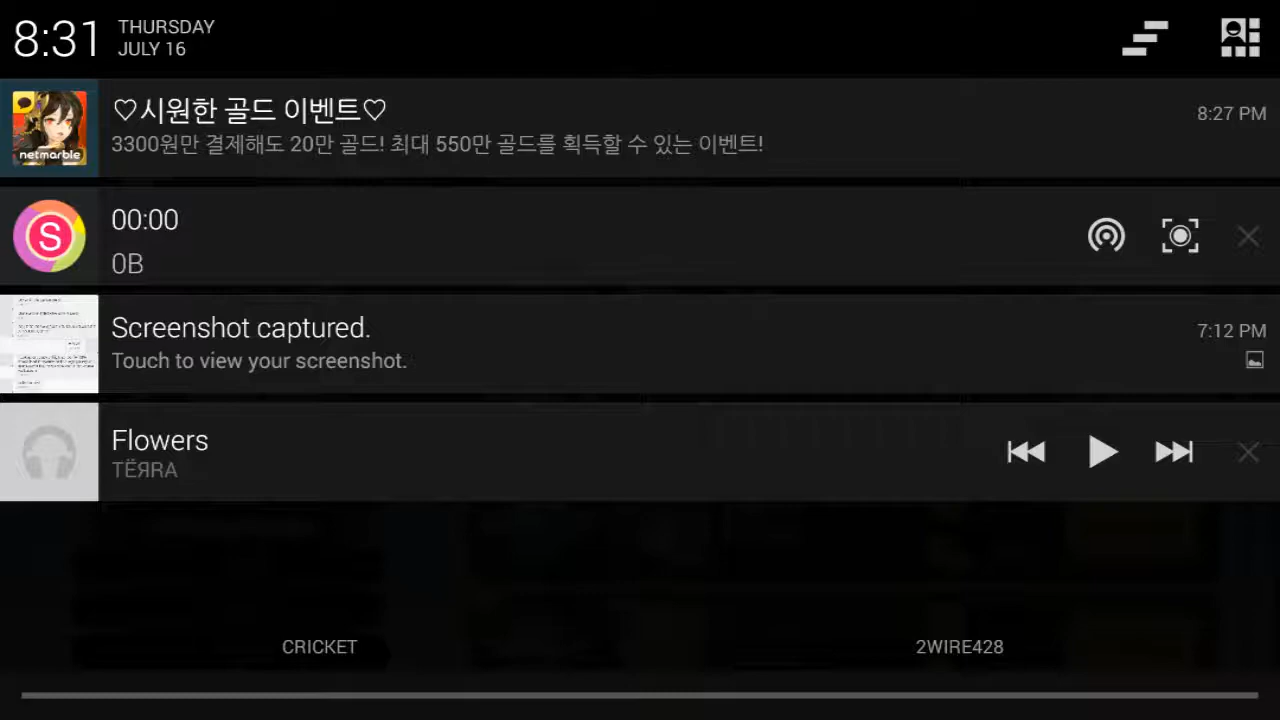 8:31
THURSDAY
JULY 16
netmarble
♡시원한 골드 이벤트♡
8:27 PM
3300원만 결제해도 20만 골드! 최대 550만 골드를 획득할 수 있는 이벤트!
S
00:00
0B
Screenshot captured.
7:12 PM
Touch to view your screenshot.
Flowers
TЁЯRA
CRICKET
2WIRE428